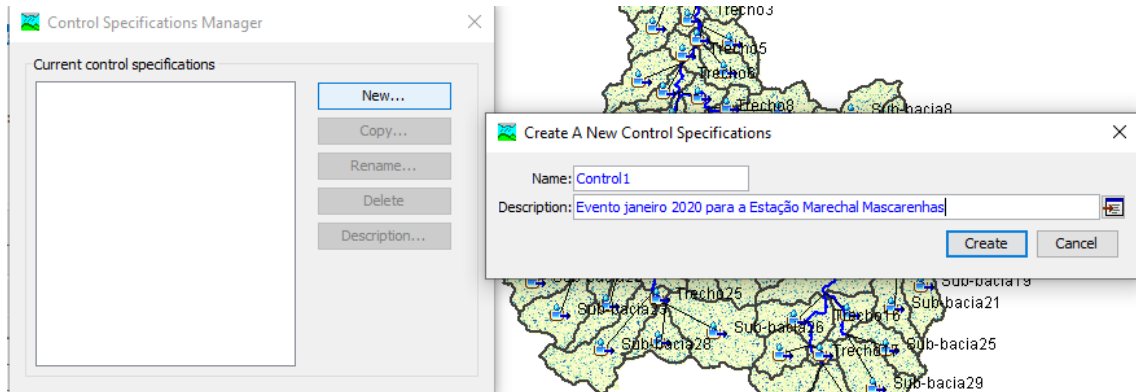 Control Specifications Manager
Current control specifications
New...
Copy...
Rename...
Delete
Description...
Trecho3
Trecho5
Trecho6
Trecho8
Sub-bacia8
Create A New Control Specifications
Name: Control1
Description: Evento janeiro 2020 para a Estação Marechal Mascarenhas
Create
Cancel
Sub-bacia19
Trecho25
Sub-bacia21
Sub-bacia23
Trecho16
Sub-bacia26
Sub-bacia28
Trecho17
Sub-bacia25
Sub-bacia29